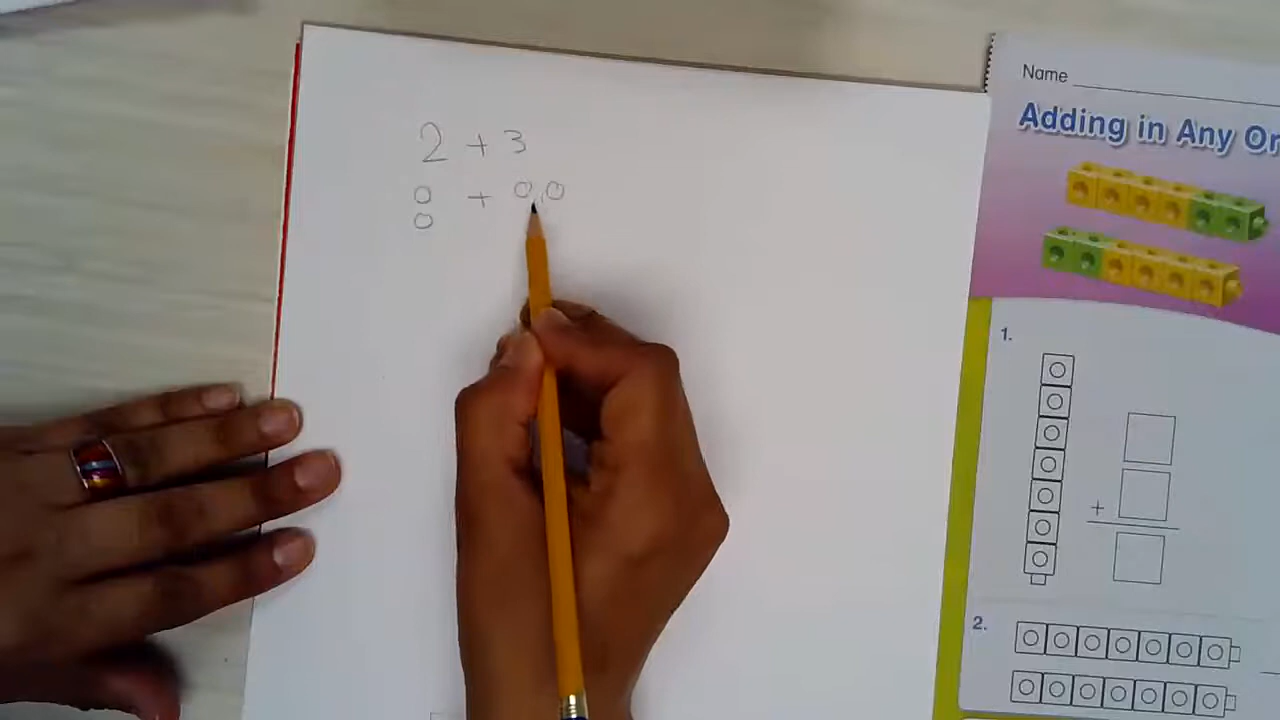 2 + 3
+
Name
Adding in Any Or
1.
+
2.